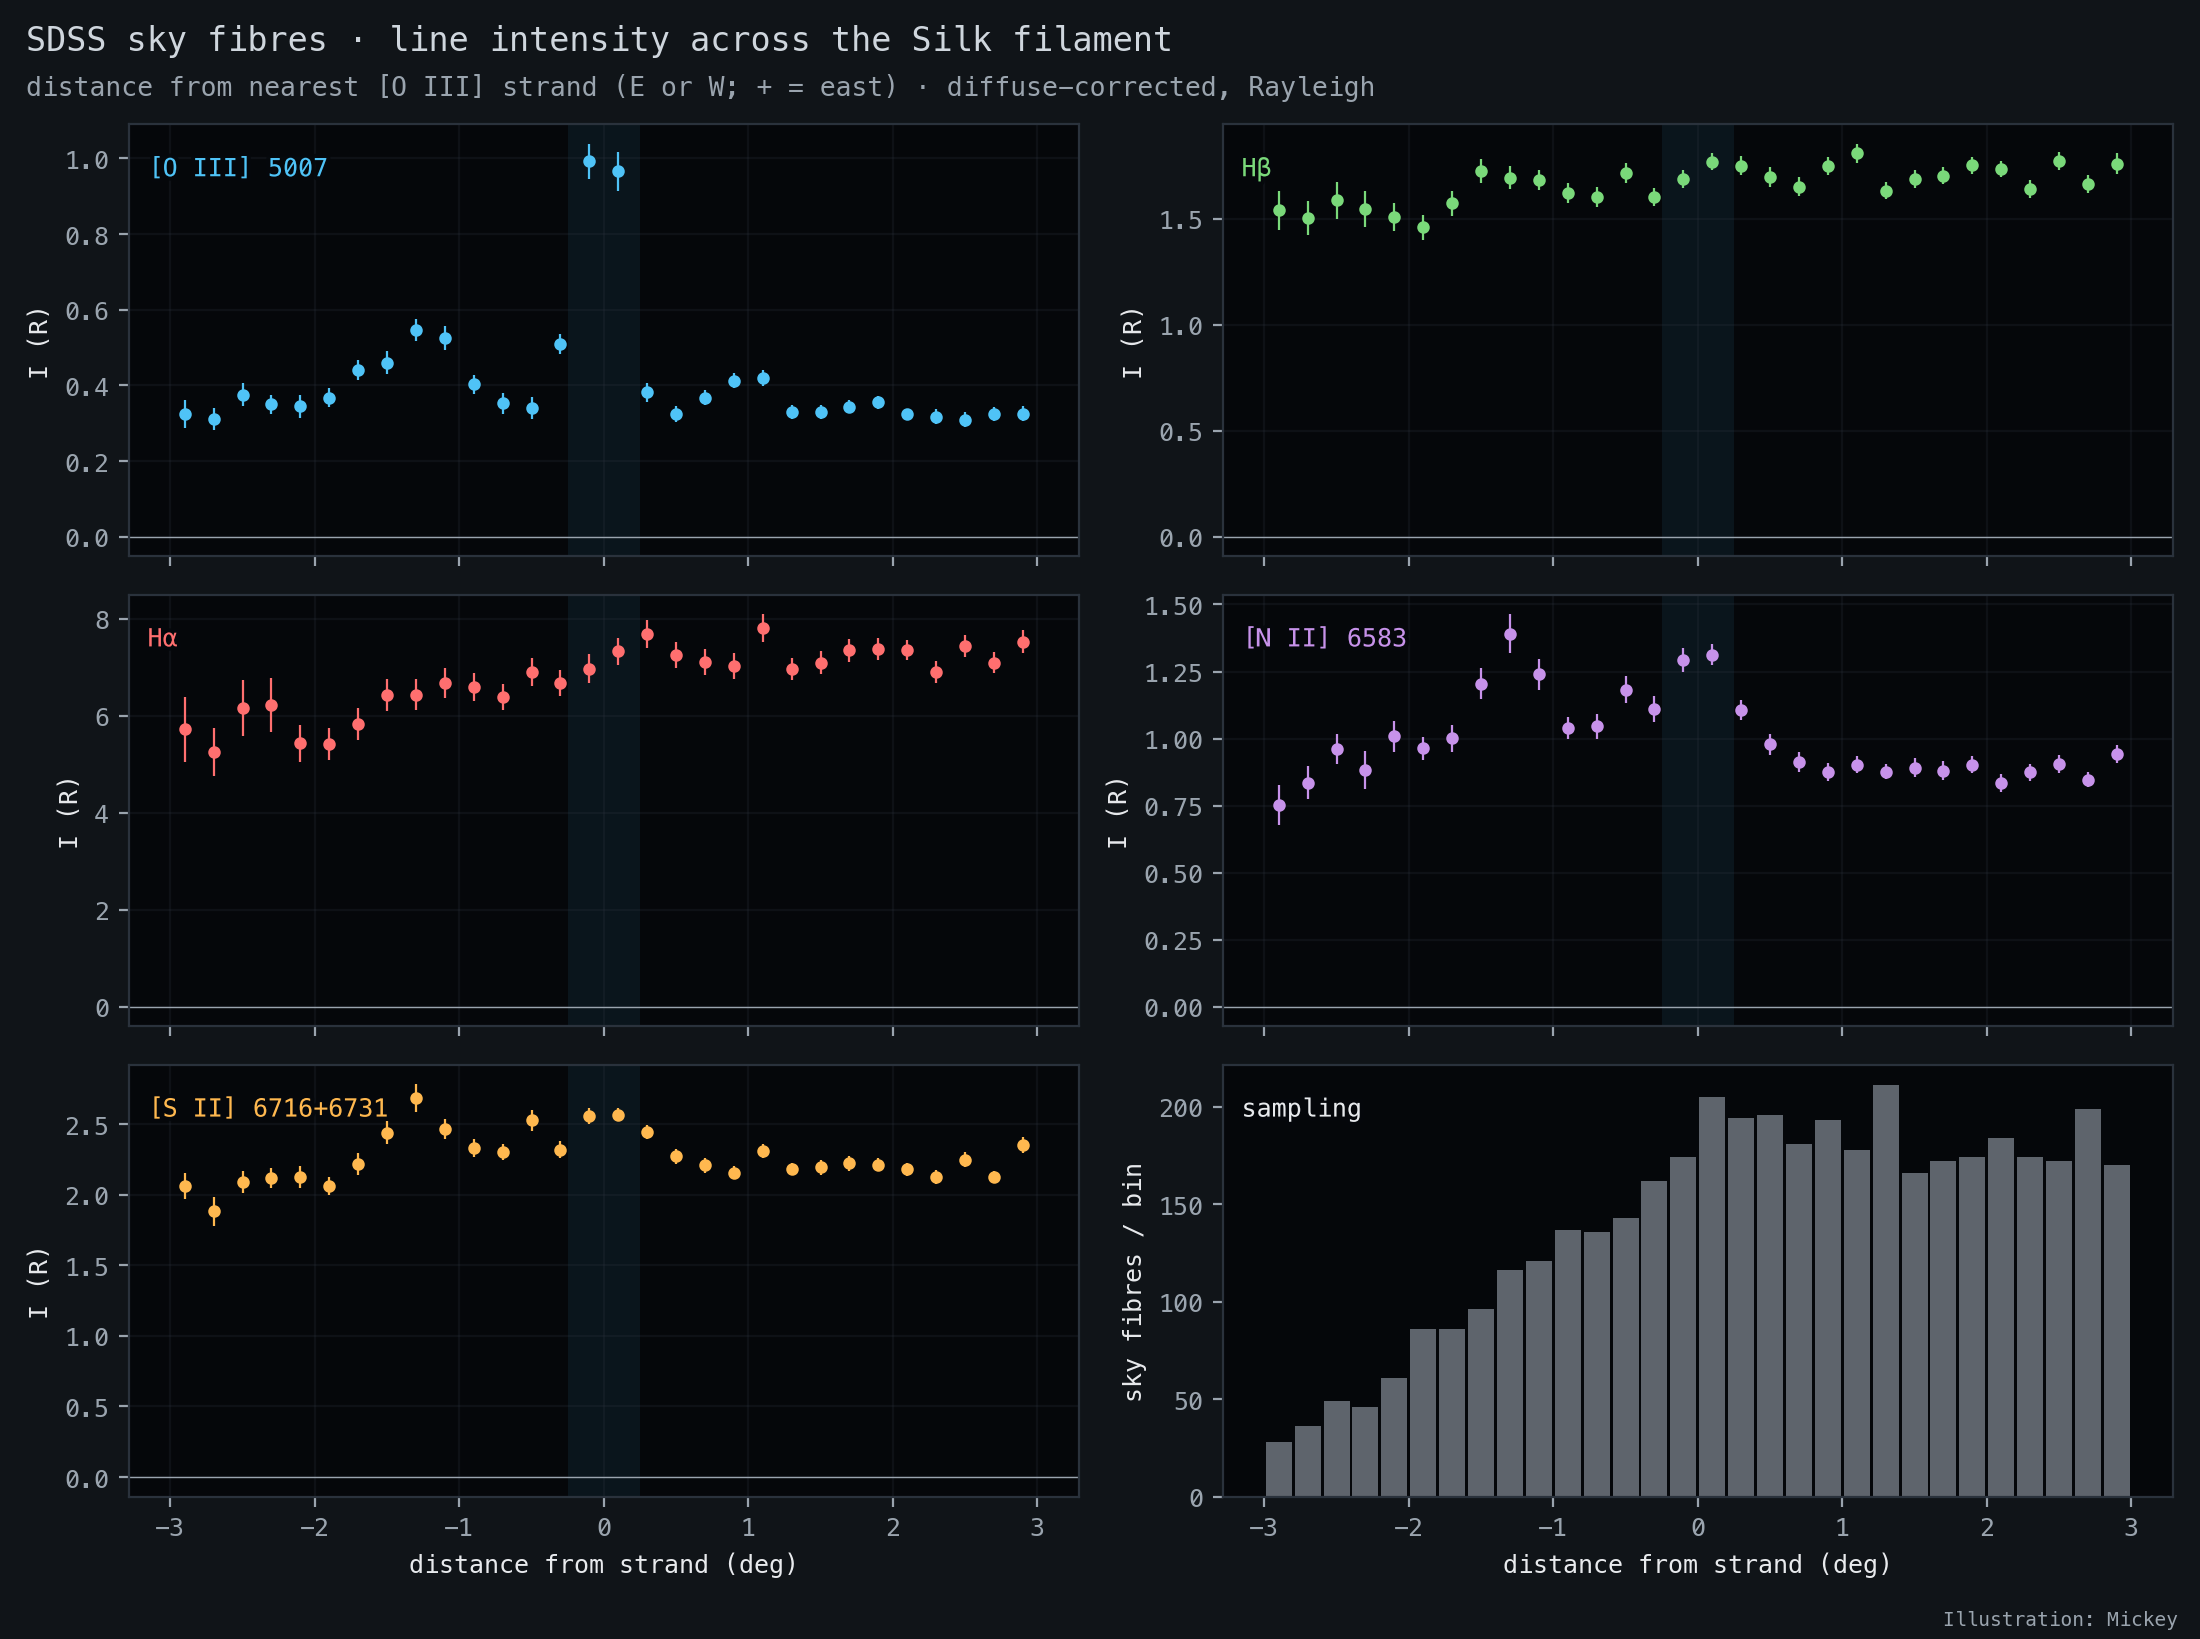 SDSS sky fibres · line intensity across the Silk filament
distance from nearest [O III] strand (E or W; + = east) · diffuse−corrected, Rayleigh
[O III] 5007
I (R)
1.0
0.8
0.6
0.4
0.2
0.0
Hβ
I (R)
1.5
1.0
0.5
0.0
Hα
I (R)
8
6
4
2
0
[N II] 6583
I (R)
1.50
1.25
1.00
0.75
0.50
0.25
0.00
[S II] 6716+6731
I (R)
2.5
2.0
1.5
1.0
0.5
0.0
−3 −2 −1 0 1 2 3
distance from strand (deg)
sampling
sky fibres / bin
200
150
100
50
0
−3 −2 −1 0 1 2 3
distance from strand (deg)
Illustration: Mickey